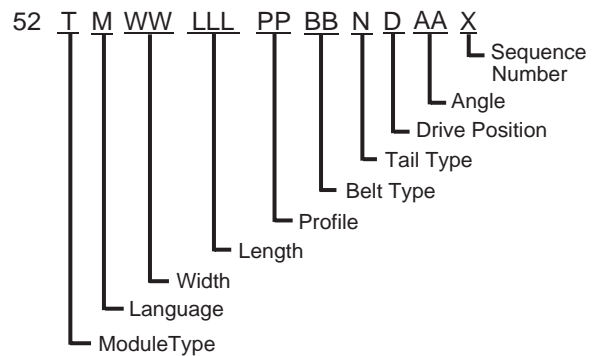 52 T M WW LLL PP BB N D AA X
Sequence
Number
Angle
Drive Position
Tail Type
Belt Type
Profile
Length
Width
Language
ModuleType